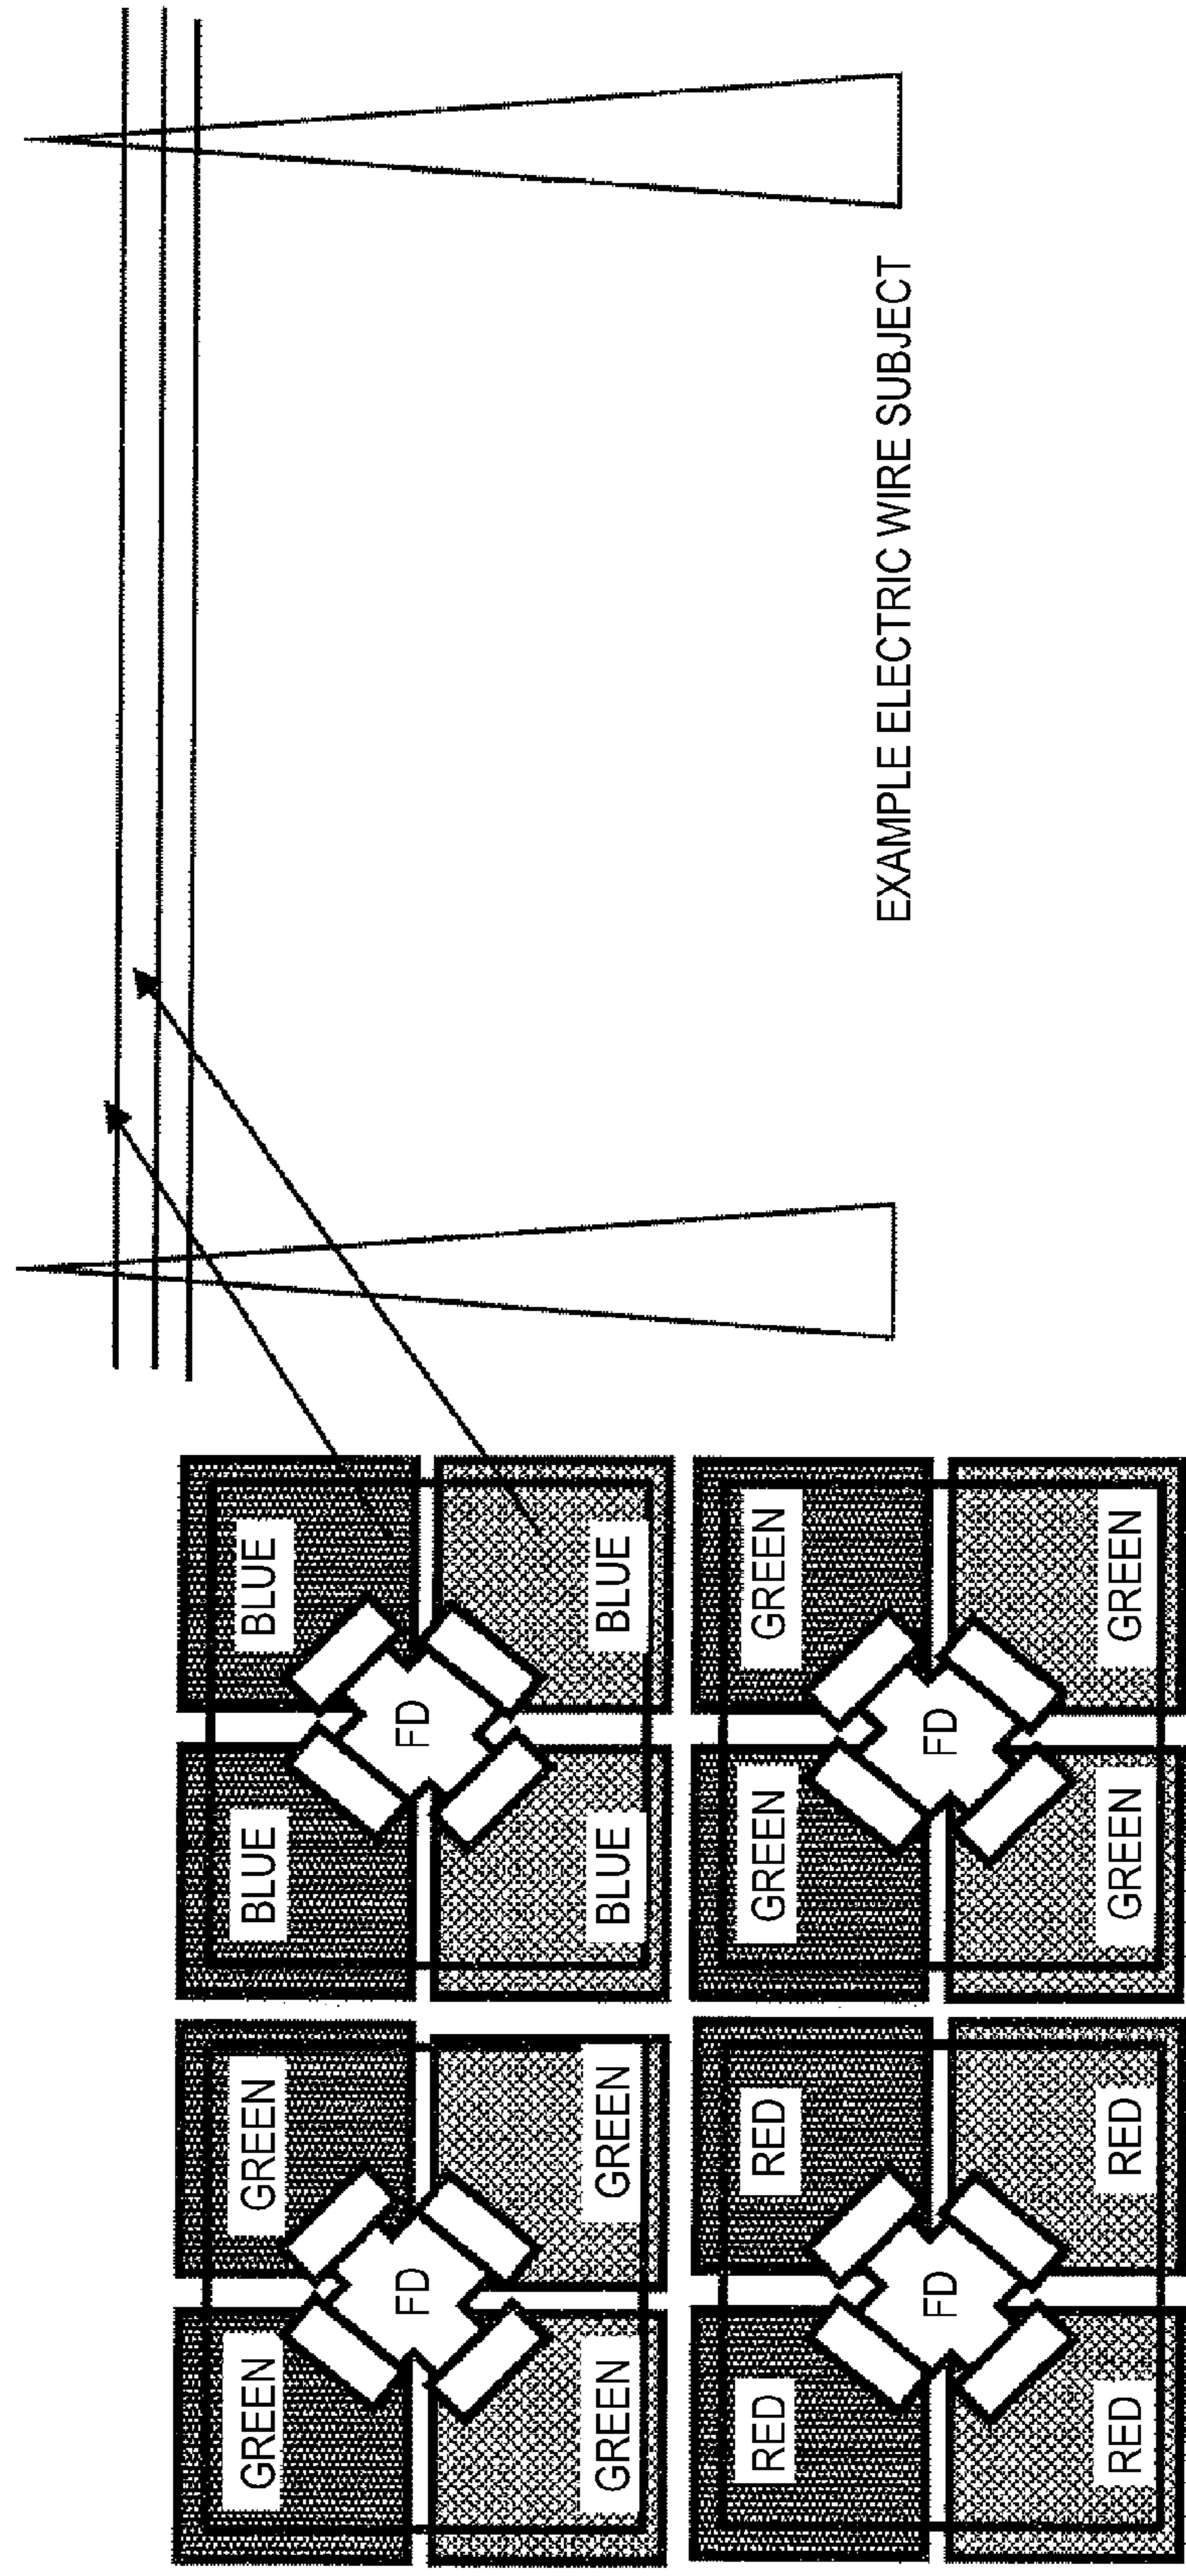 GREEN GREEN BLUE BLUE
FD FD
GREEN GREEN BLUE BLUE
RED RED GREEN GREEN
FD FD
RED RED GREEN GREEN
EXAMPLE ELECTRIC WIRE SUBJECT